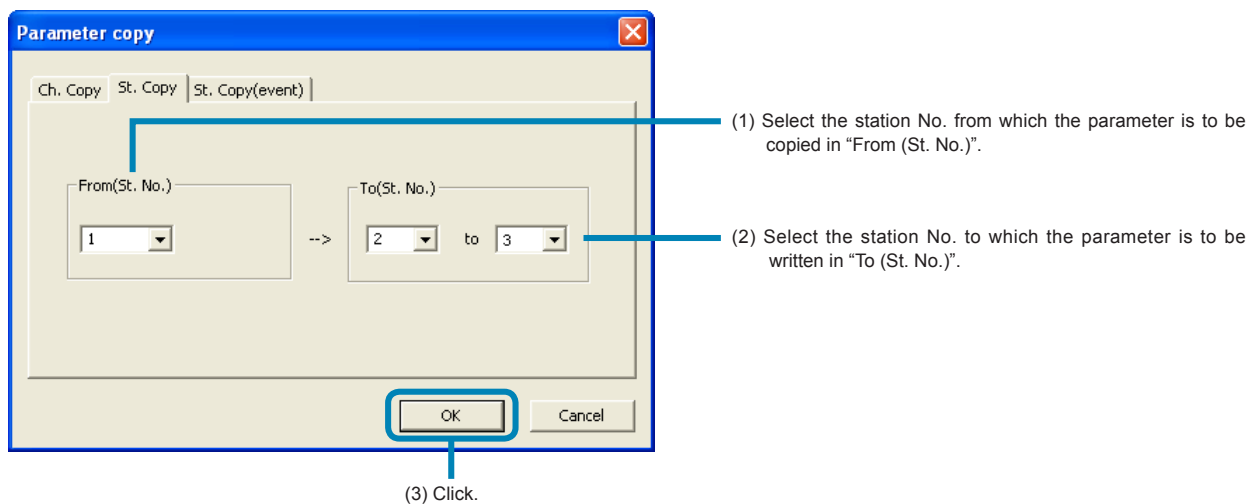 Parameter copy
Ch. Copy St. Copy St. Copy(event)
(1) Select the station No. from which the parameter is to be
copied in “From (St. No.)”.
From(St. No.) To(St. No.)
1 --> 2 to 3
(2) Select the station No. to which the parameter is to be
written in “To (St. No.)”.
OK Cancel
(3) Click.